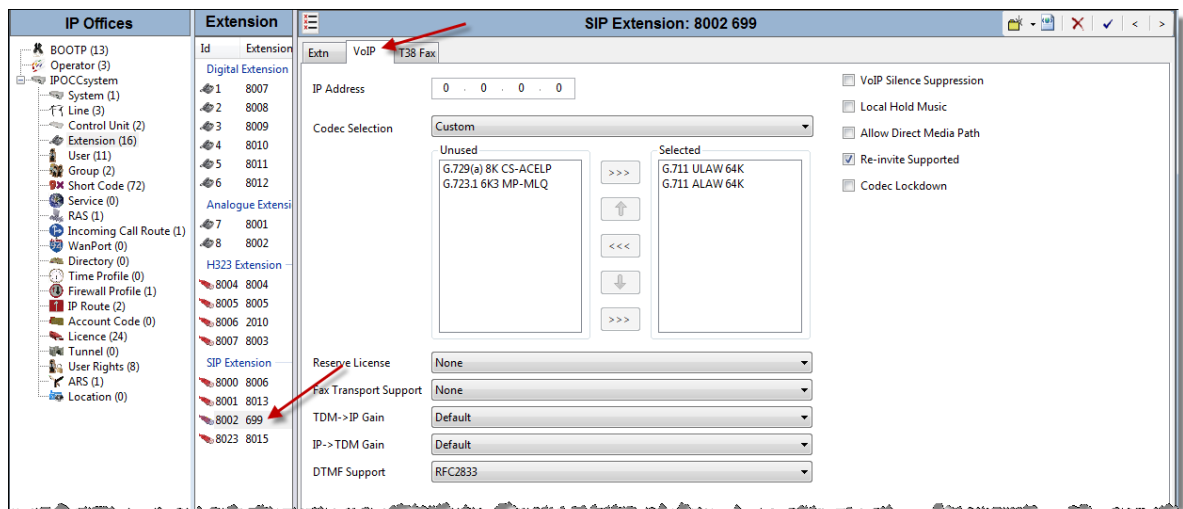 IP Offices
BOOTP (13)
Operator (3)
IPOCCsystem
System (1)
Line (3)
Control Unit (2)
Extension (16)
User (11)
Group (2)
Short Code (72)
Service (0)
RAS (1)
Incoming Call Route (1)
WanPort (0)
Directory (0)
Time Profile (0)
Firewall Profile (1)
IP Route (2)
Account Code (0)
Licence (24)
Tunnel (0)
User Rights (8)
ARS (1)
Location (0)
Extension
Id Extension
Digital Extension
1 8007
2 8008
3 8009
4 8010
5 8011
6 8012
Analogue Extensi
7 8001
8 8002
H323 Extension
8004 8004
8005 8005
8006 2010
8007 8003
SIP Extension
8000 8006
8001 8013
8002 699
8023 8015
SIP Extension: 8002 699
Extn VoIP T38 Fax
IP Address 0 . 0 . 0 . 0
Codec Selection Custom
Unused
G.729(a) 8K CS-ACELP
G.723.1 6K3 MP-MLQ
>>>
<<<
>>>
Selected
G.711 ULAW 64K
G.711 ALAW 64K
Reserve License None
Fax Transport Support None
TDM->IP Gain Default
IP->TDM Gain Default
DTMF Support RFC2833
VoIP Silence Suppression
Local Hold Music
Allow Direct Media Path
Re-invite Supported
Codec Lockdown